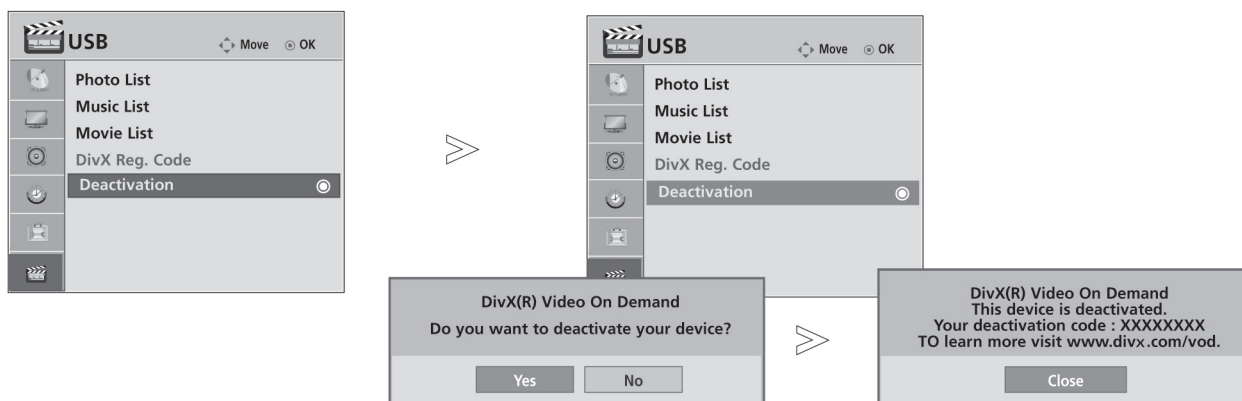 USB Move OK
Photo List
Music List
Movie List
DivX Reg. Code
Deactivation
USB Move OK
Photo List
Music List
Movie List
DivX Reg. Code
Deactivation
DivX(R) Video On Demand
Do you want to deactivate your device?
Yes No
DivX(R) Video On Demand
This device is deactivated.
Your deactivation code : XXXXXXXX
TO learn more visit www.divx.com/vod.
Close